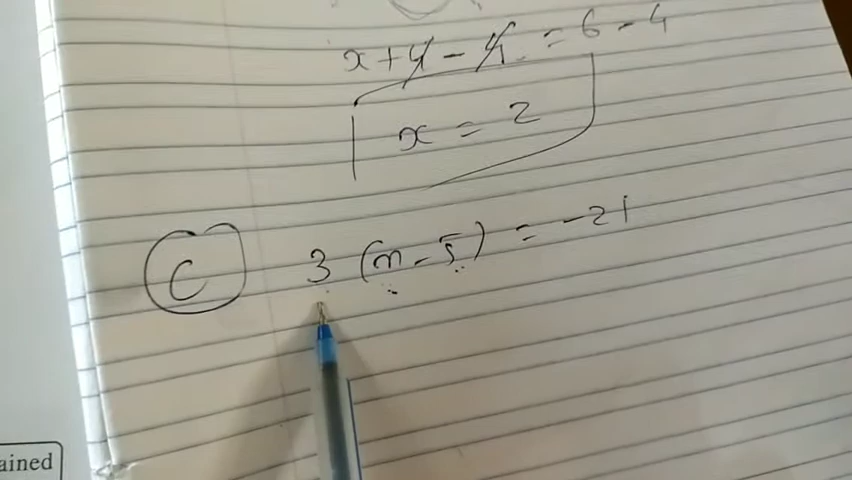 x + 4 - 4 = 6 - 4
x = 2
C 3 (n - 5) = -21
ained